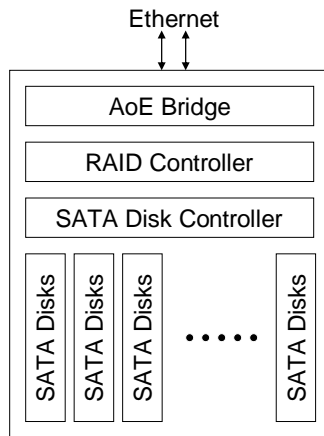 Ethernet
AoE Bridge
RAID Controller
SATA Disk Controller
SATA Disks
SATA Disks
SATA Disks
SATA Disks